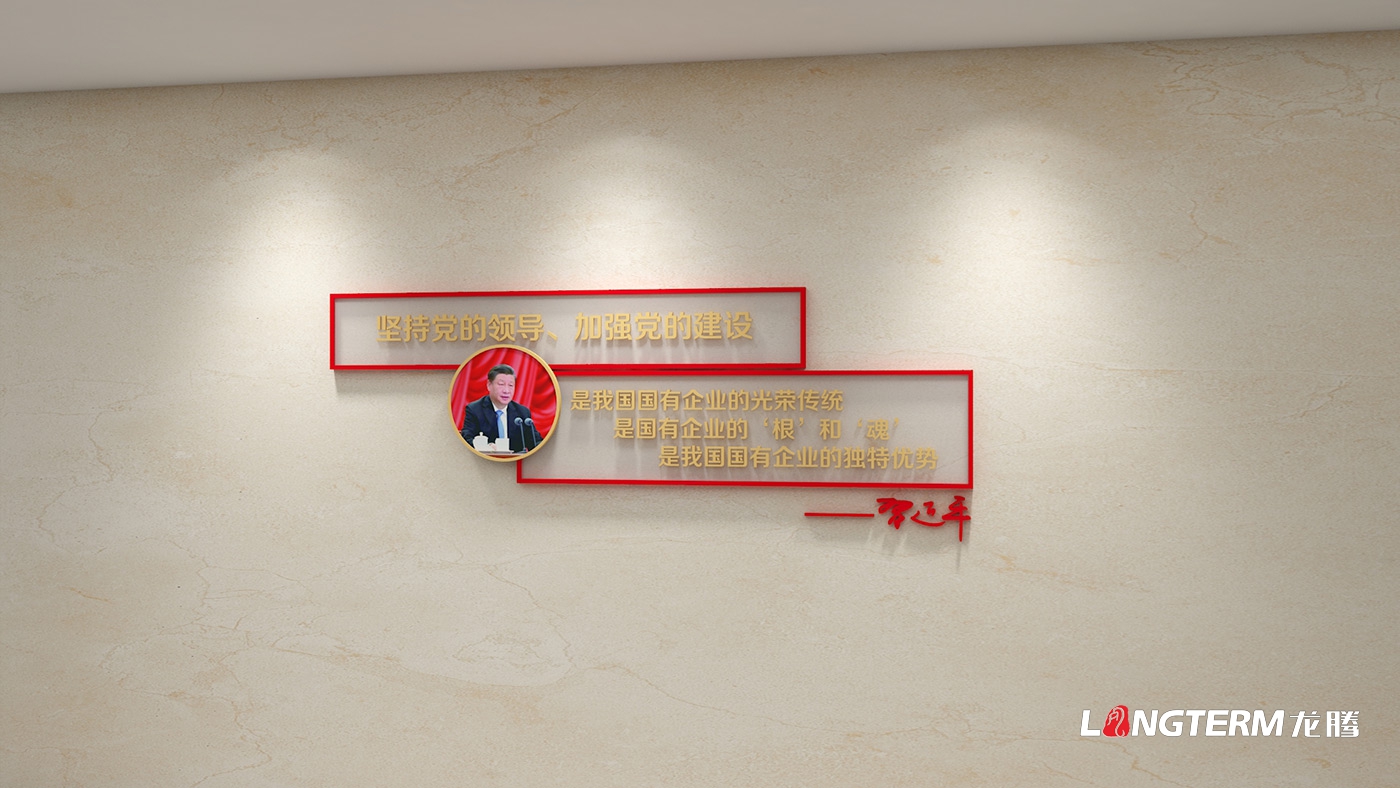 坚持党的领导、加强党的建设
是我国国有企业的光荣传统
是国有企业的‘根’和‘魂’
是我国国有企业的独特优势
——习近平
LONGTERM龙腾